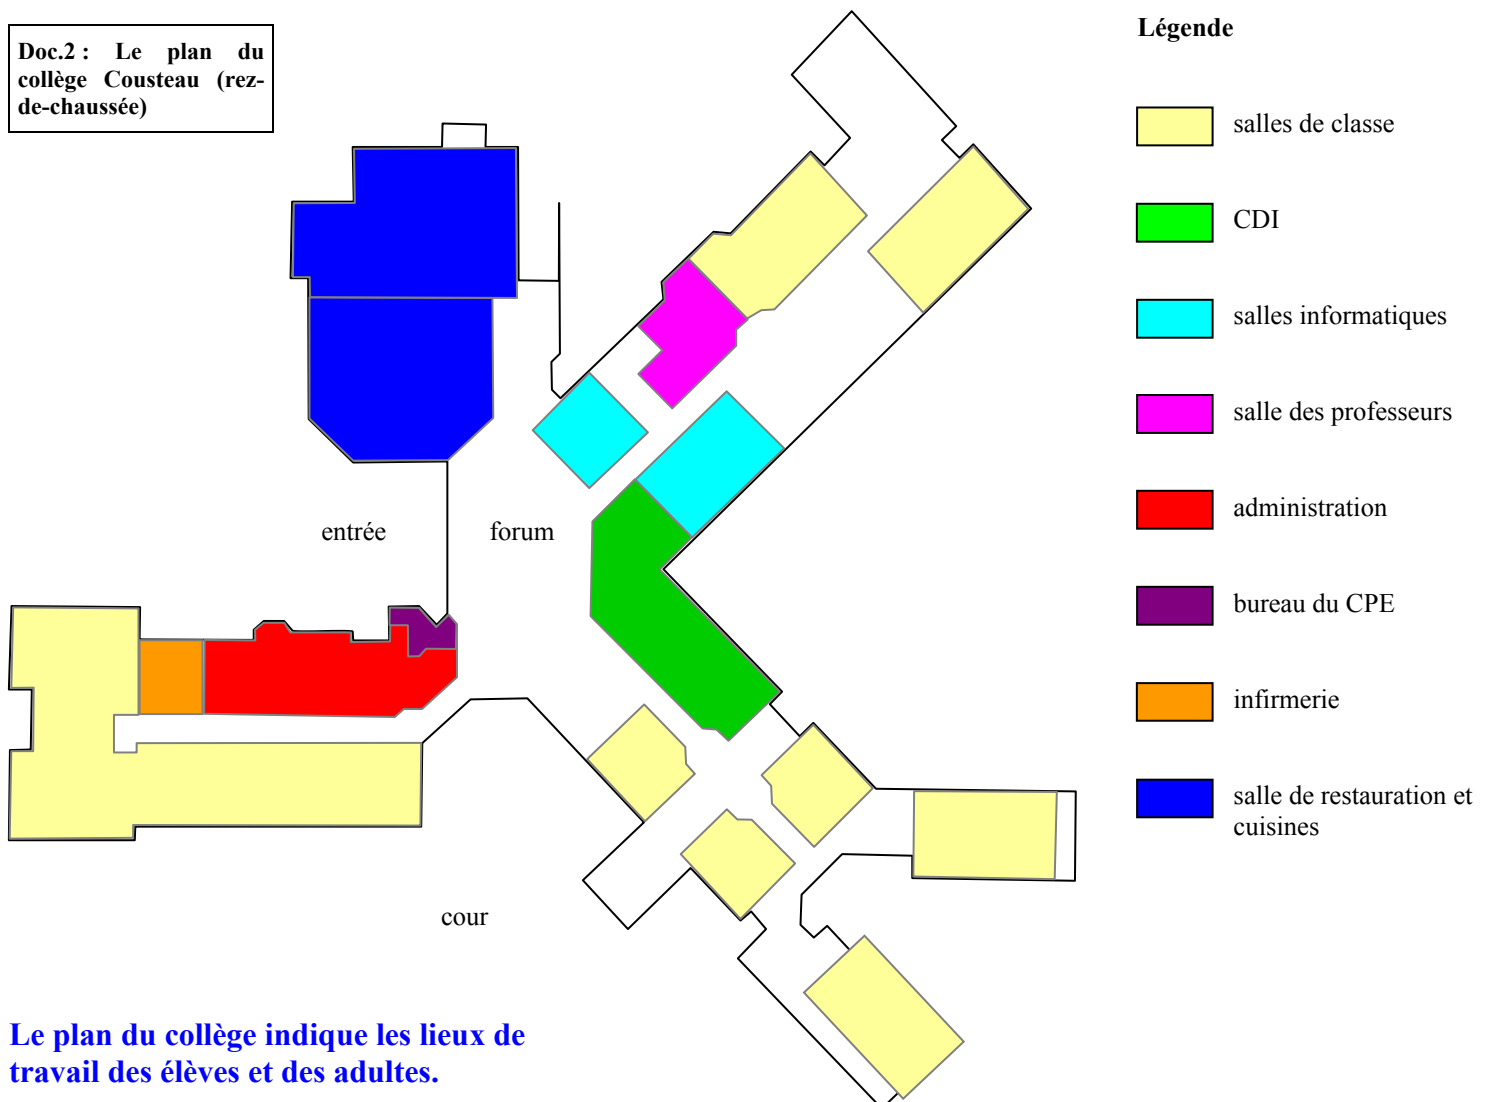 Doc.2 : Le plan du
collège Cousteau (rez-
de-chaussée)
Légende
salles de classe
CDI
salles informatiques
salle des professeurs
administration
bureau du CPE
infirmerie
salle de restauration et
cuisines
entrée
forum
cour
Le plan du collège indique les lieux de
travail des élèves et des adultes.